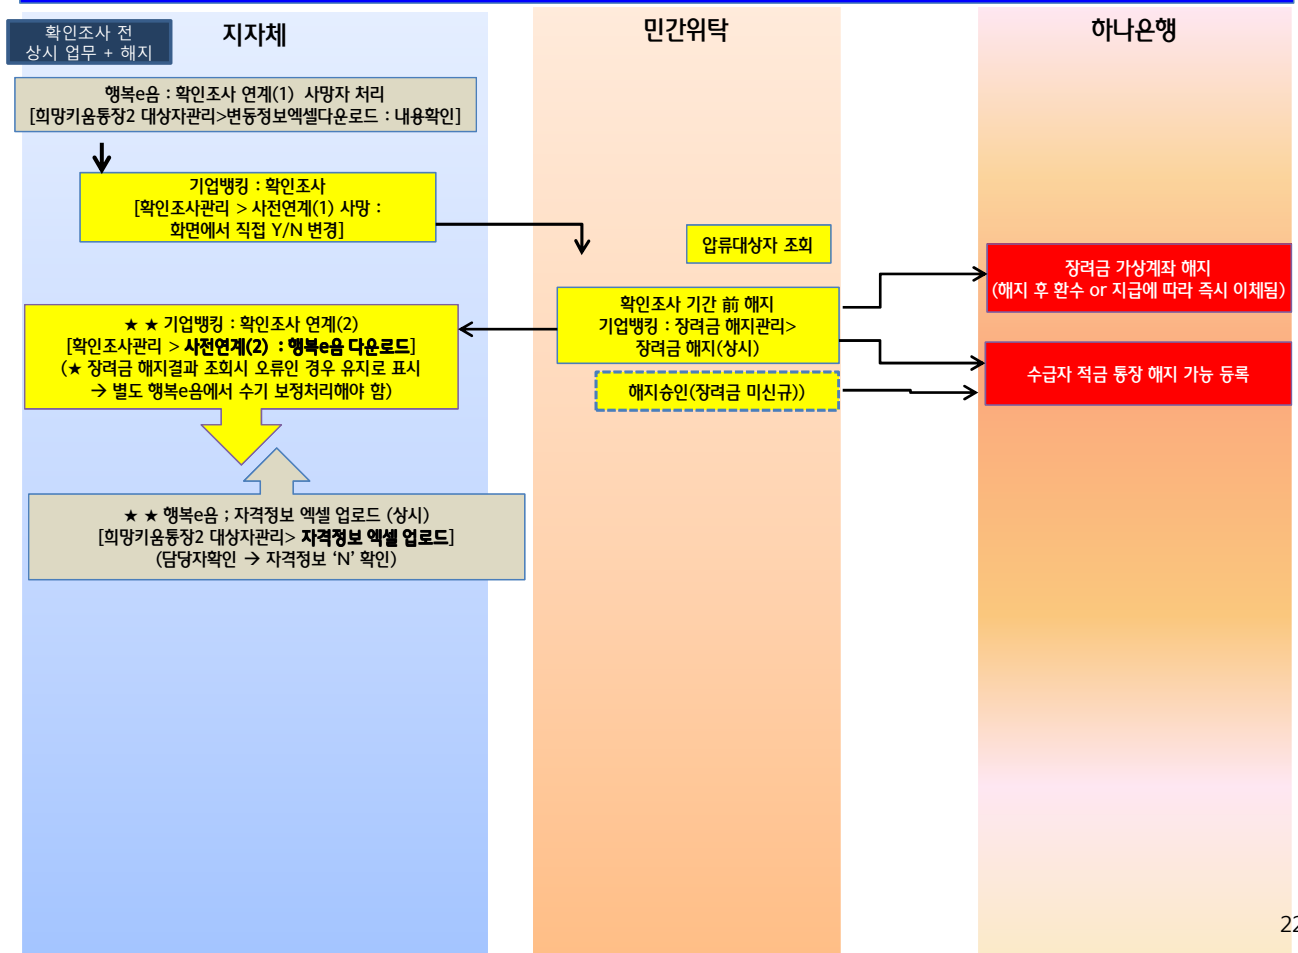 확인조사 전
상시 업무 + 해지
지자체
민간위탁
하나은행
행복e음 : 확인조사 연계(1) 사망자 처리
[희망키움통장2 대상자관리>변동정보엑셀다운로드 : 내용확인]
기업뱅킹 : 확인조사
[확인조사관리 > 사전연계(1) 사망 :
화면에서 직접 Y/N 변경]
압류대상자 조회
장려금 가상계좌 해지
(해지 후 환수 or 지급에 따라 즉시 이체됨)
확인조사 기간 前 해지
기업뱅킹 : 장려금 해지관리>
장려금 해지(상시)
★ ★ 기업뱅킹 : 확인조사 연계(2)
[확인조사관리 > 사전연계(2) : 행복e음 다운로드]
(★ 장려금 해지결과 조회시 오류인 경우 유지로 표시
→ 별도 행복e음에서 수기 보정처리해야 함)
수급자 적금 통장 해지 가능 등록
해지승인(장려금 미신규))
★ ★ 행복e음 ; 자격정보 엑셀 업로드 (상시)
[희망키움통장2 대상자관리> 자격정보 엑셀 업로드]
(담당자확인 → 자격정보 ‘N’ 확인)
22